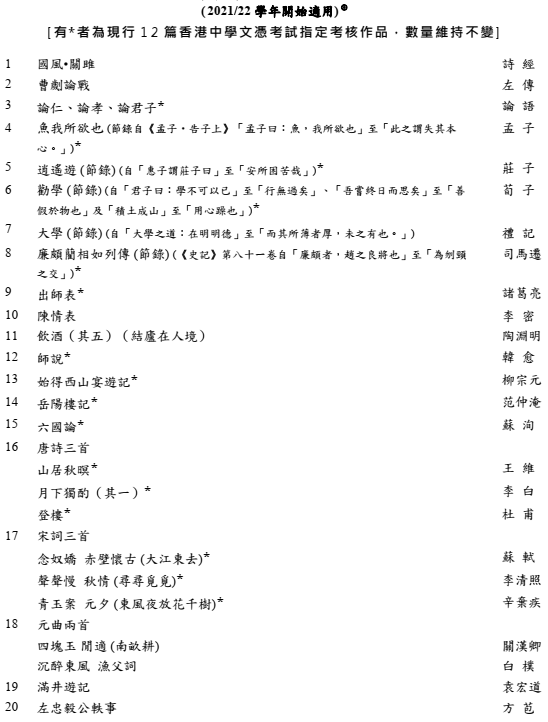 (2021/22 學年開始適用)
[有*者為現行 12 篇香港中學文憑考試指定考核作品，數量維持不變]
1 國風•關雎 詩 經
2 曹劌論戰 左 傳
3 論仁、論孝、論君子* 論 語
4 魚我所欲也 (節錄自《孟子．告子上》「孟子曰：魚，我所欲也」至「此之謂失其本 孟 子
心。」)*
5 逍遙遊 (節錄) (自「惠子謂莊子曰」至「安所困苦哉」)* 莊 子
6 勸學 (節錄) (自「君子曰：學不可以已」至「行無過矣」、「吾嘗終日而思矣」至「善 荀 子
假於物也」及「積土成山」至「用心躁也」)*
7 大學 (節錄) (自「大學之道：在明明德」至「而其所薄者厚，未之有也。」) 禮 記
8 廉頗藺相如列傳 (節錄) (《史記》第八十一卷自「廉頗者，趙之良將也」至「為刎頸 司馬遷
之交」)*
9 出師表* 諸葛亮
10 陳情表 李 密
11 飲酒（其五）（結廬在人境） 陶淵明
12 師說* 韓 愈
13 始得西山宴遊記* 柳宗元
14 岳陽樓記* 范仲淹
15 六國論* 蘇 洵
16 唐詩三首
山居秋暝* 王 維
月下獨酌（其一）* 李 白
登樓* 杜 甫
17 宋詞三首
念奴嬌 赤壁懷古 (大江東去)* 蘇 軾
聲聲慢 秋情 (尋尋覓覓)* 李清照
青玉案 元夕 (東風夜放花千樹)* 辛棄疾
18 元曲兩首
四塊玉 閒適 (南畝耕) 關漢卿
沉醉東風 漁父詞 白 樸
19 滿井遊記 袁宏道
20 左忠毅公軼事 方 苞